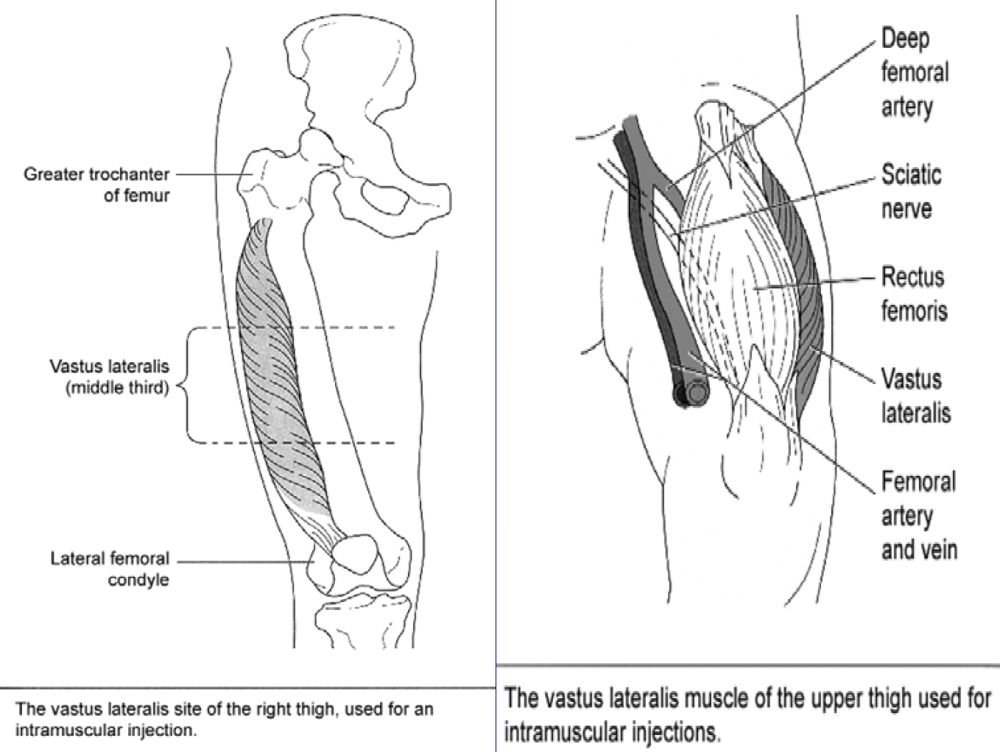 Greater trochanter
of femur
Vastus lateralis
(middle third)
Lateral femoral
condyle
The vastus lateralis site of the right thigh, used for an
intramuscular injection.
Deep
femoral
artery
Sciatic
nerve
Rectus
femoris
Vastus
lateralis
Femoral
artery
and vein
The vastus lateralis muscle of the upper thigh used for
intramuscular injections.